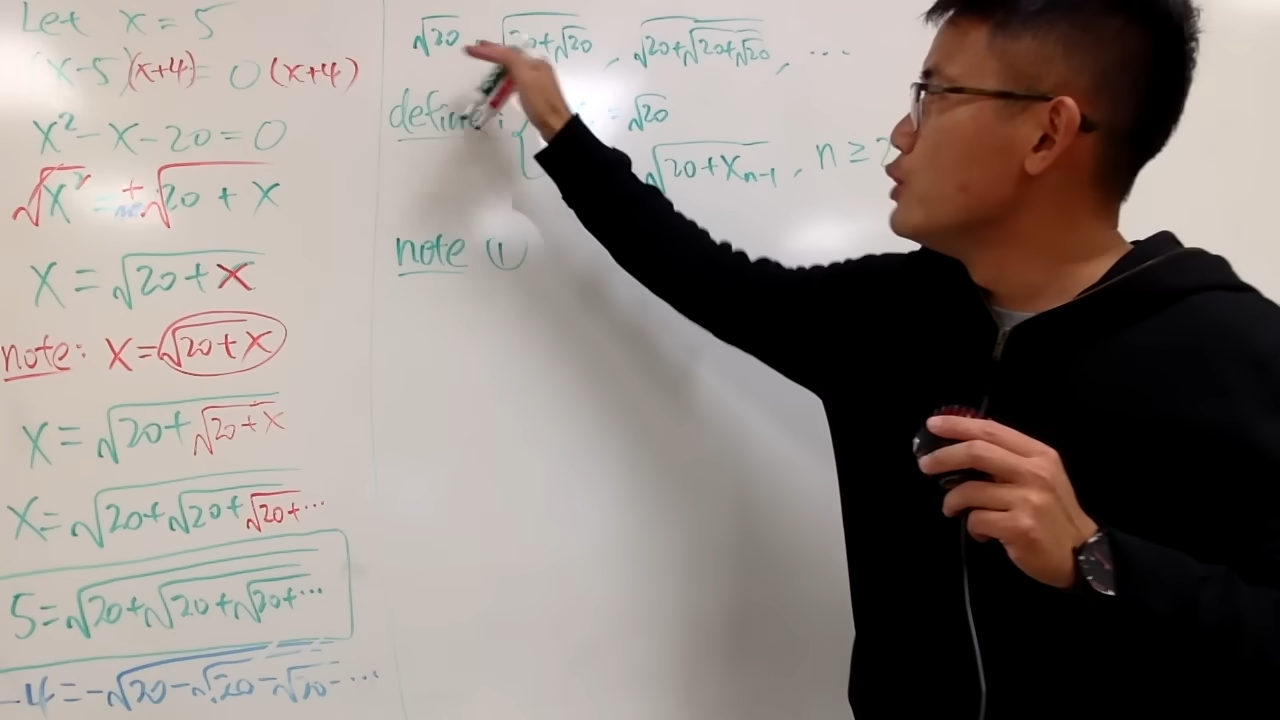 Let x = 5
(x-5)(x+4) = 0 (x+4)
x² - x - 20 = 0
√x² = ±√(20 + x)
x = √(20 + x)
note: x = √(20 + x)
x = √(20 + √(20 + x))
x = √(20 + √(20 + √(20 + ⋯
5 = √(20 + √(20 + √(20 + ⋯
-4 = -√(20 - √(20 - √(20 - ⋯
√20, √(20 + √20), √(20 + √(20 + √20)), ⋯
define: { = √20
√(20 + x_{n-1}), n ≥ 2
note ①